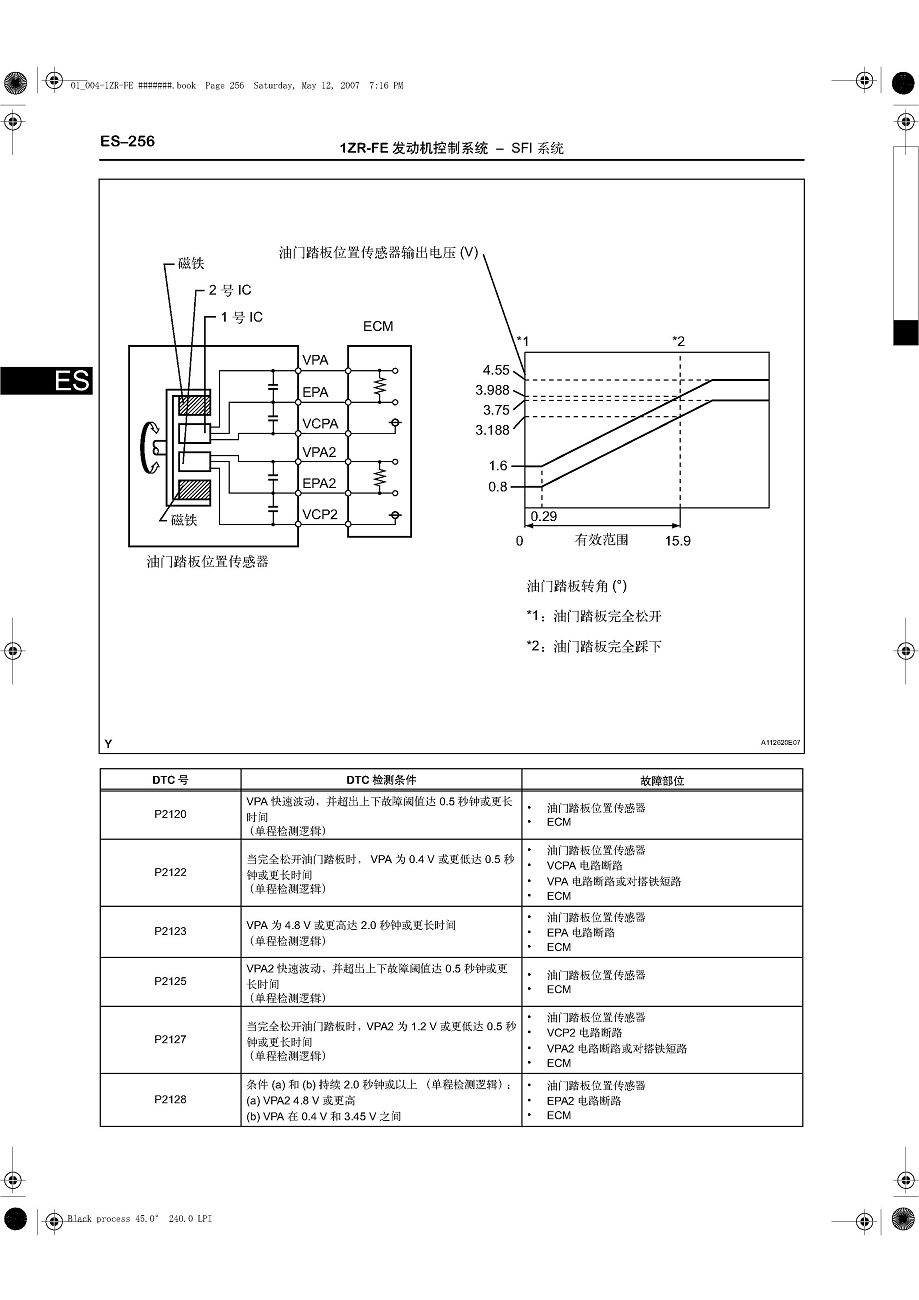 01_004-1ZR-FE #######.book Page 256 Saturday, May 12, 2007 7:16 PM
ES–256
1ZR-FE 发动机控制系统 – SFI 系统
ES
磁铁
2 号 IC
1 号 IC
ECM
VPA
EPA
VCPA
VPA2
EPA2
VCP2
磁铁
油门踏板位置传感器
油门踏板位置传感器输出电压 (V)
*1
*2
4.55
3.988
3.75
3.188
1.6
0.8
0.29
0
有效范围
15.9
油门踏板转角 (°)
*1：油门踏板完全松开
*2：油门踏板完全踩下
Y
A112620E07
DTC 号
DTC 检测条件
故障部位
P2120
VPA 快速波动，并超出上下故障阈值达 0.5 秒钟或更长
时间
（单程检测逻辑）
• 油门踏板位置传感器
• ECM
P2122
当完全松开油门踏板时， VPA 为 0.4 V 或更低达 0.5 秒
钟或更长时间
（单程检测逻辑）
• 油门踏板位置传感器
• VCPA 电路断路
• VPA 电路断路或对搭铁短路
• ECM
P2123
VPA 为 4.8 V 或更高达 2.0 秒钟或更长时间
（单程检测逻辑）
• 油门踏板位置传感器
• EPA 电路断路
• ECM
P2125
VPA2 快速波动，并超出上下故障阈值达 0.5 秒钟或更
长时间
（单程检测逻辑）
• 油门踏板位置传感器
• ECM
P2127
当完全松开油门踏板时，VPA2 为 1.2 V 或更低达 0.5 秒
钟或更长时间
（单程检测逻辑）
• 油门踏板位置传感器
• VCP2 电路断路
• VPA2 电路断路或对搭铁短路
• ECM
P2128
条件 (a) 和 (b) 持续 2.0 秒钟或以上 （单程检测逻辑）：
(a) VPA2 4.8 V 或更高
(b) VPA 在 0.4 V 和 3.45 V 之间
• 油门踏板位置传感器
• EPA2 电路断路
• ECM
Black process 45.0° 240.0 LPI